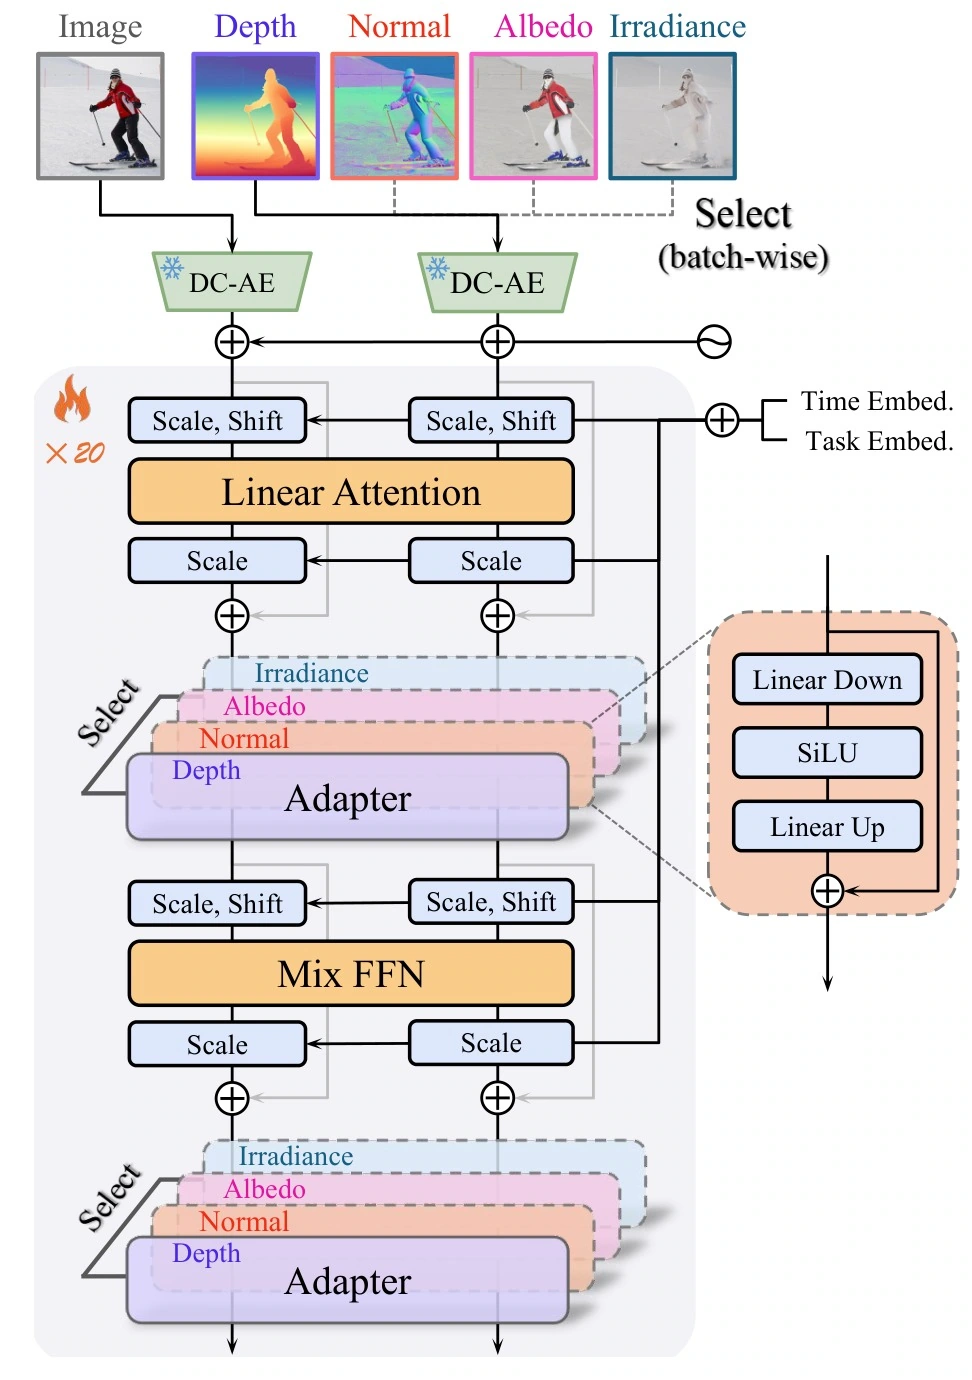 Image Depth Normal Albedo Irradiance
Select
(batch-wise)
DC-AE DC-AE
× 20
Scale, Shift Scale, Shift
Time Embed.
Task Embed.
Linear Attention
Scale Scale
Select
Irradiance
Albedo
Normal
Depth
Adapter
Linear Down
SiLU
Linear Up
Scale, Shift Scale, Shift
Mix FFN
Scale Scale
Select
Irradiance
Albedo
Normal
Depth
Adapter